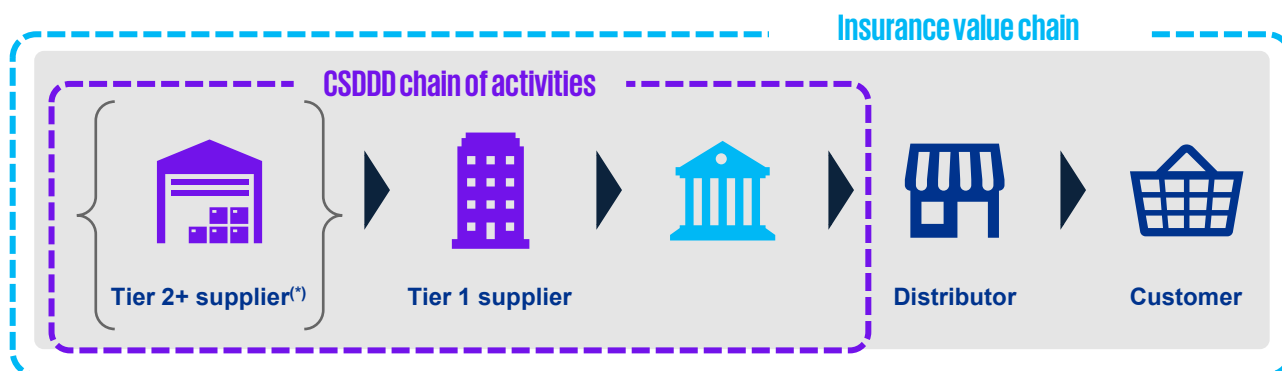 Insurance value chain
CSDDD chain of activities
Tier 2+ supplier(*)
Tier 1 supplier
Distributor
Customer